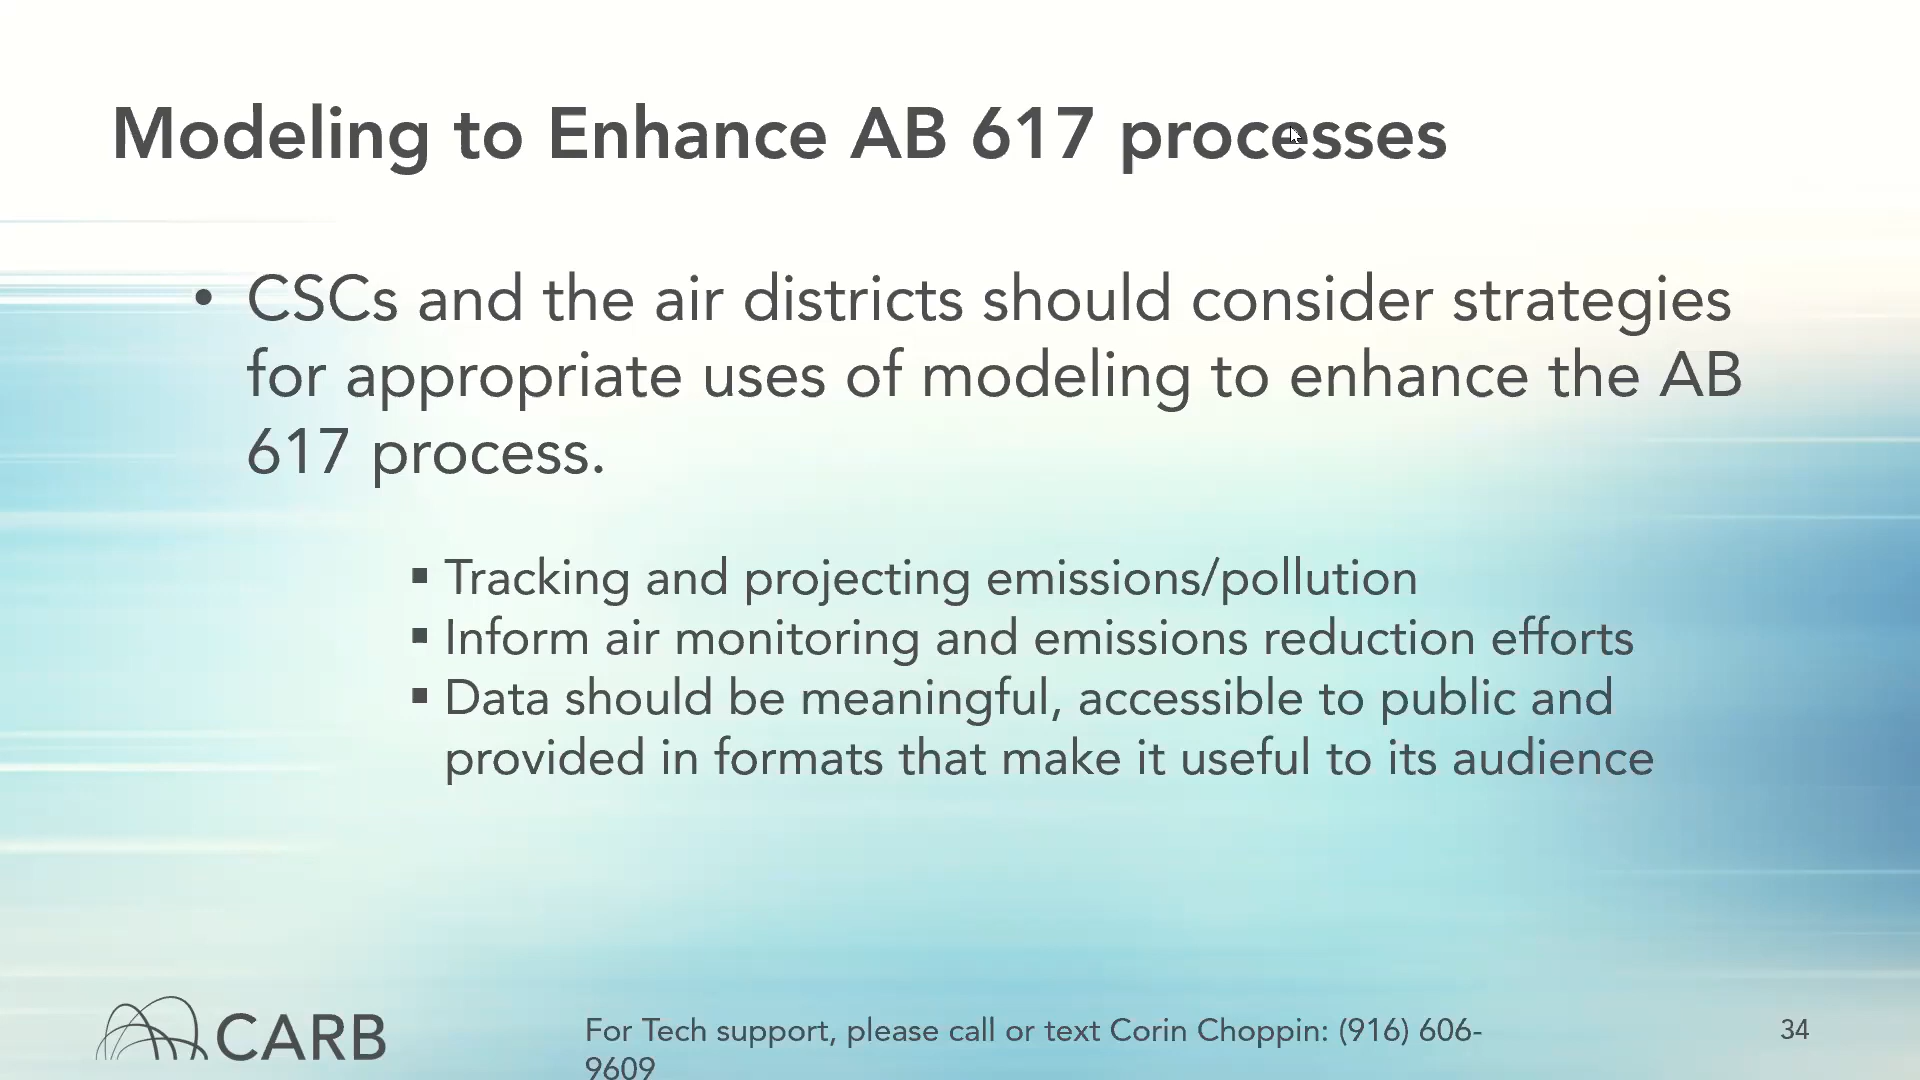 Modeling to Enhance AB 617 processes
• CSCs and the air districts should consider strategies
for appropriate uses of modeling to enhance the AB
617 process.
▪ Tracking and projecting emissions/pollution
▪ Inform air monitoring and emissions reduction efforts
▪ Data should be meaningful, accessible to public and
provided in formats that make it useful to its audience
CARB
For Tech support, please call or text Corin Choppin: (916) 606-
9609
34